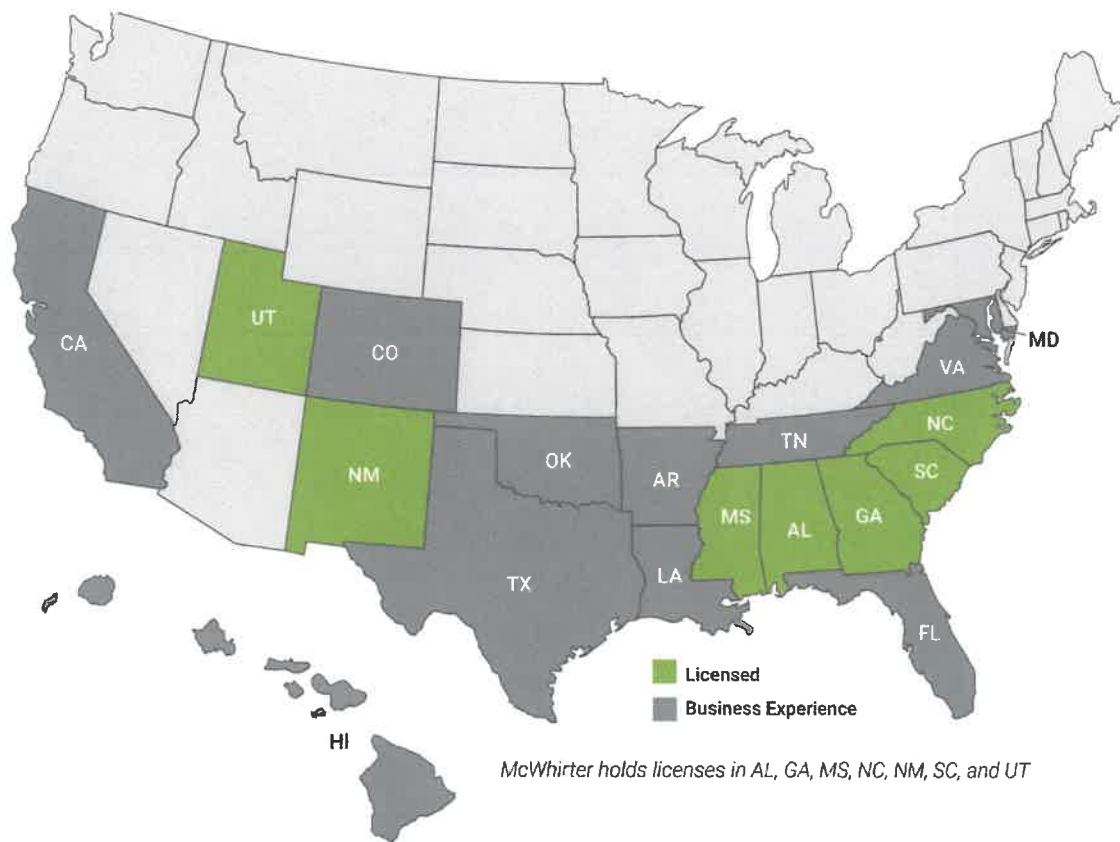 UT
CA
CO
MD
VA
NC
TN
OK
AR
NM
SC
MS
AL
GA
TX
LA
FL
Licensed
Business Experience
HI
McWhirter holds licenses in AL, GA, MS, NC, NM, SC, and UT